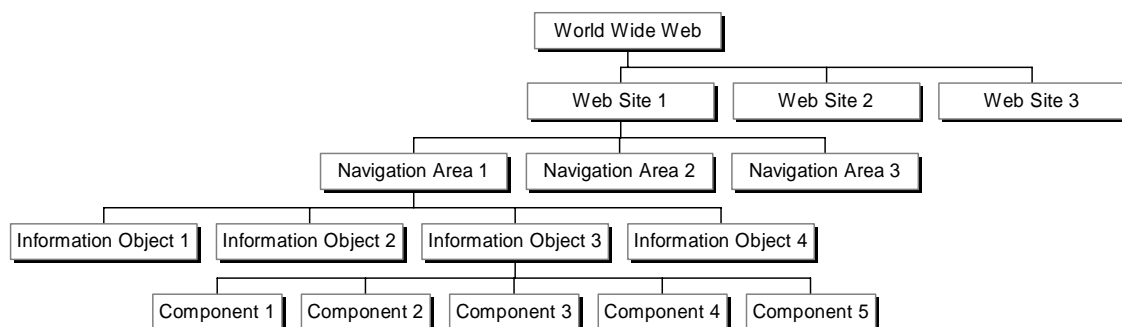 World Wide Web
Web Site 1
Web Site 2
Web Site 3
Navigation Area 1
Navigation Area 2
Navigation Area 3
Information Object 1
Information Object 2
Information Object 3
Information Object 4
Component 1
Component 2
Component 3
Component 4
Component 5